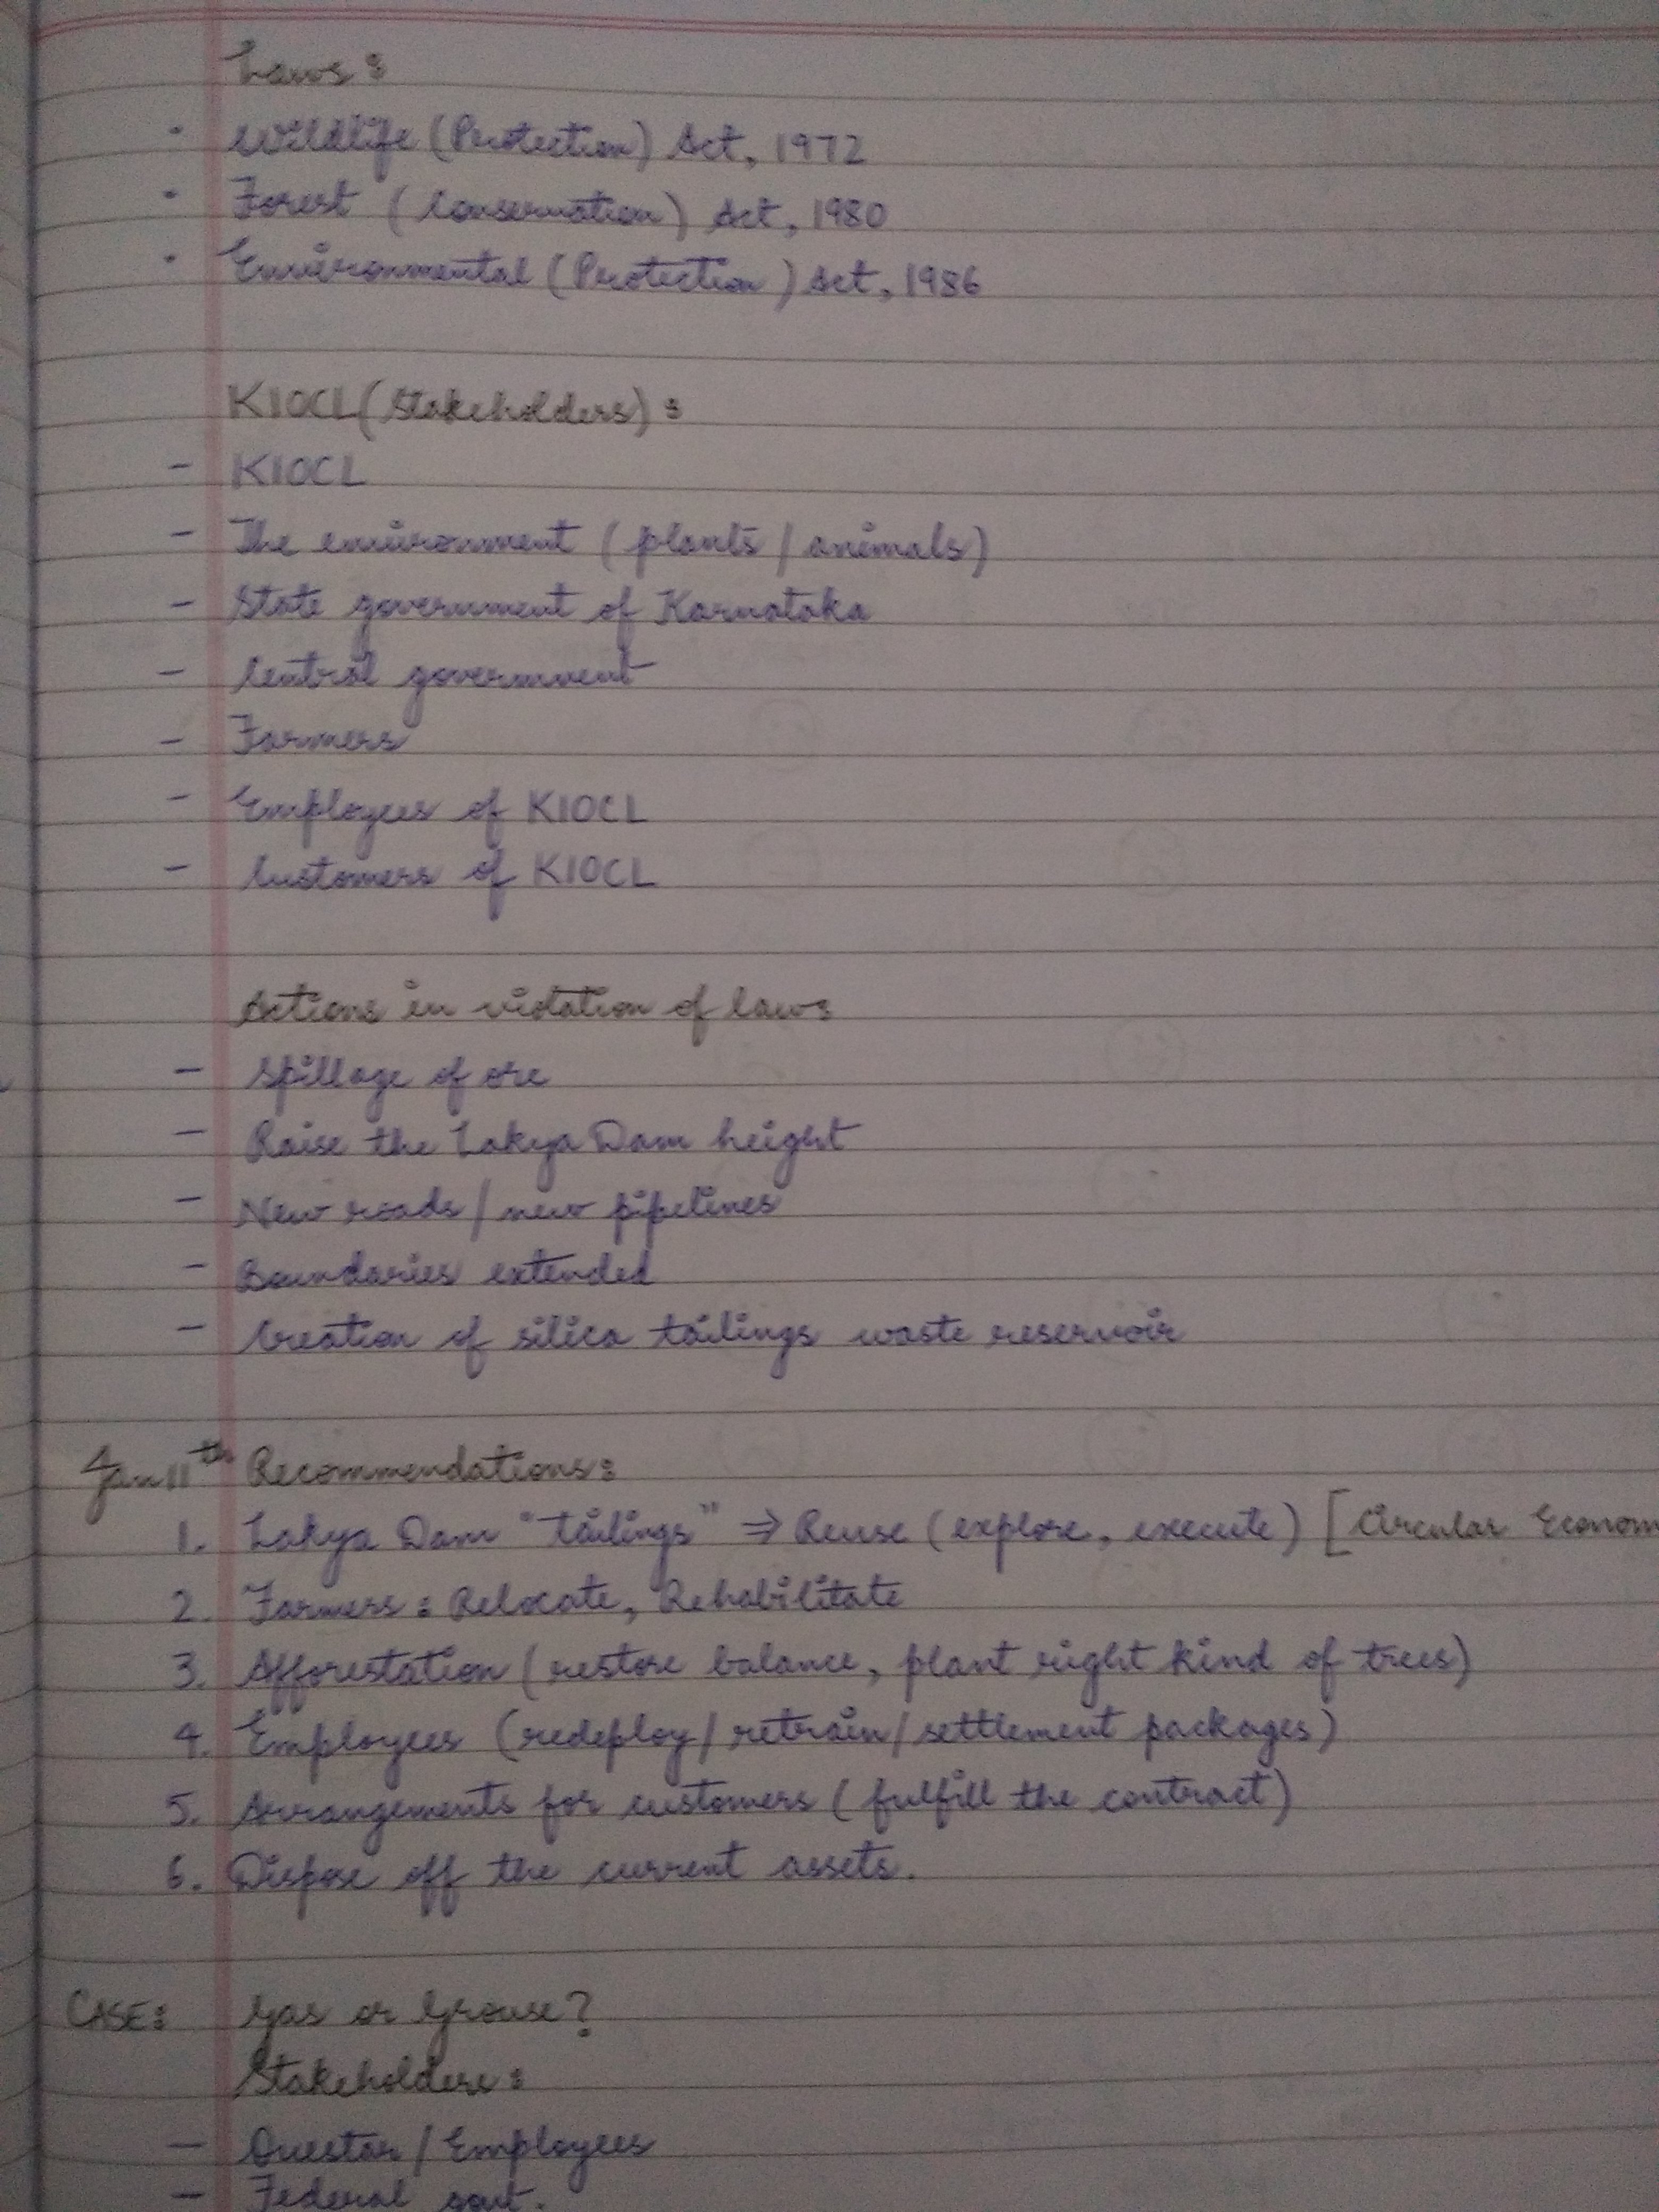 Laws:
• Wildlife (Protection) Act, 1972
• Forest (Conservation) Act, 1980
• Environmental (Protection) Act, 1986
KIOCL (Stakeholders):
- KIOCL
- The environment (plants / animals)
- State government of Karnataka
- Central government
- Farmers
- Employees of KIOCL
- Customers of KIOCL
Actions in violation of law:
- Spillage of ore
- Raise the Lakya Dam height
- New roads / new pipelines
- Boundaries extended
- Creation of silica tailings waste reservoir
Jan 11th Recommendations:
1. Lakya Dam "tailings" ⇒ Reuse (explore, execute) [Circular Econom
2. Farmers: Relocate, Rehabilitate
3. Afforestation (restore balance, plant right kind of trees)
4. Employees (redeploy / retrain / settlement packages)
5. Arrangements for customers (fulfill the contract)
6. Dispose off the current assets.
CASE: Gas or Grouse?
Stakeholders:
- Questar / Employees
- Federal govt.